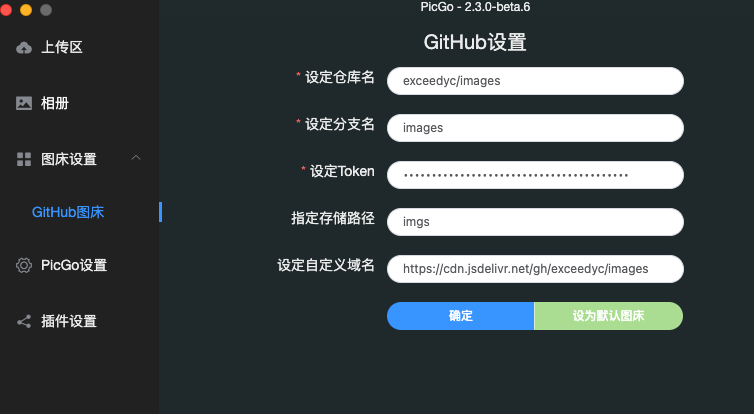 PicGo - 2.3.0-beta.6
上传区
相册
图床设置
GitHub图床
PicGo设置
插件设置
GitHub设置
* 设定仓库名 exceedyc/images
* 设定分支名 images
* 设定Token ••••••••••••••••••••••••••••••••••••••••
指定存储路径 imgs
设定自定义域名 https://cdn.jsdelivr.net/gh/exceedyc/images
确定 设为默认图床